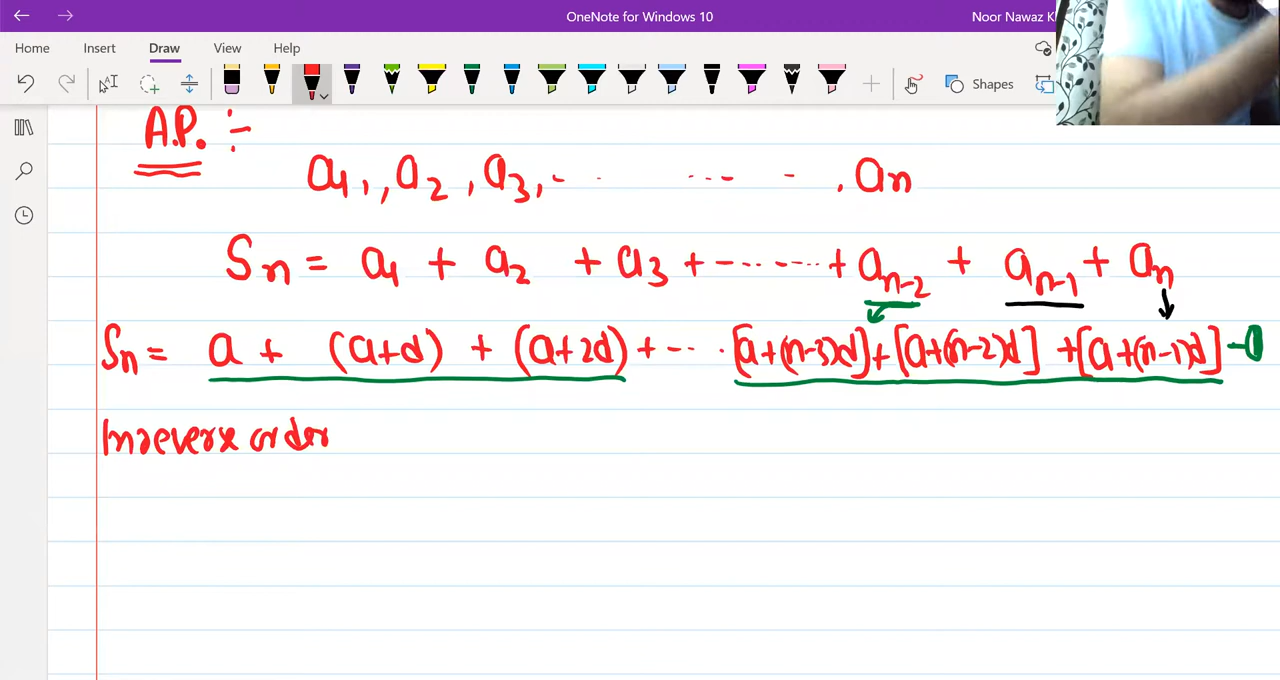 OneNote for Windows 10
Noor Nawaz K
Home Insert Draw View Help
Shapes
A.P. :-
a1, a2, a3, - . ... - . an
Sn = a1 + a2 + a3 + ...... + an-2 + an-1 + an
Sn = a + (a+d) + (a+2d) + ... [a+(n-3)d] + [a+(n-2)d] + [a+(n-1)d] - ①
In reverse order